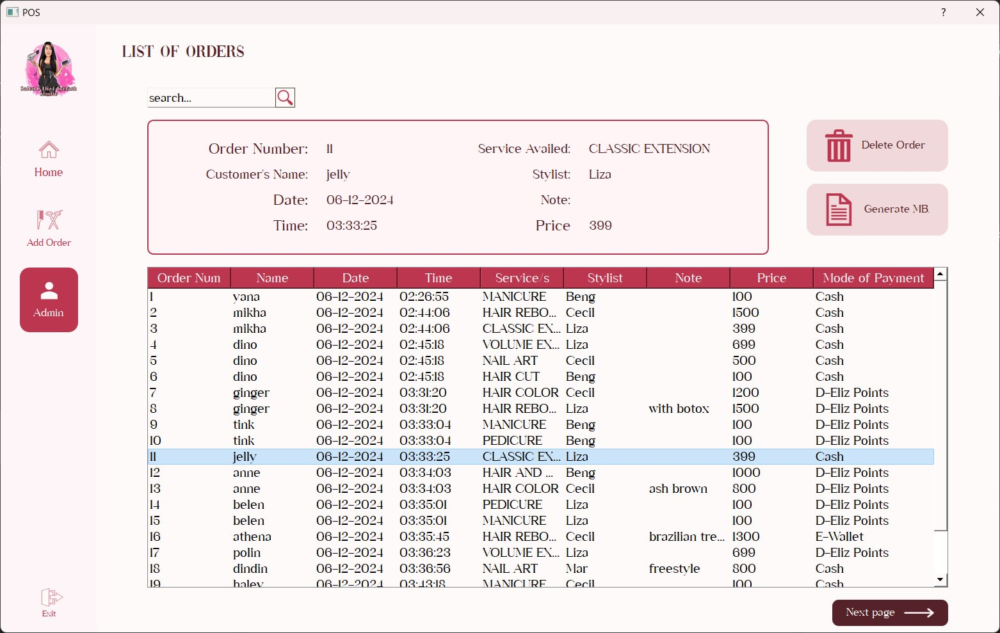 POS
?
Salon D-Eliz Eyelash
Studio
LIST OF ORDERS
search...
Home
Add Order
Admin
Exit
Order Number: 11 Service Availed: CLASSIC EXTENSION
Customer's Name: jelly Stylist: Liza
Date: 06-12-2024 Note:
Time: 03:33:25 Price 399
Delete Order
Generate MB.
Order Num Name Date Time Service/s Stylist Note Price Mode of Payment
1 yana 06-12-2024 02:26:55 MANICURE Beng 100 Cash
2 mikha 06-12-2024 02:44:06 HAIR REBO... Cecil 1500 Cash
3 mikha 06-12-2024 02:44:06 CLASSIC EX... Liza 399 Cash
4 dino 06-12-2024 02:45:18 VOLUME EX... Liza 699 Cash
5 dino 06-12-2024 02:45:18 NAIL ART Cecil 500 Cash
6 dino 06-12-2024 02:45:18 HAIR CUT Beng 100 Cash
7 ginger 06-12-2024 03:31:20 HAIR COLOR Cecil 1200 D-Eliz Points
8 ginger 06-12-2024 03:31:20 HAIR REBO... Liza with botox 1500 D-Eliz Points
9 tink 06-12-2024 03:33:04 MANICURE Beng 100 D-Eliz Points
10 tink 06-12-2024 03:33:04 PEDICURE Beng 100 D-Eliz Points
11 jelly 06-12-2024 03:33:25 CLASSIC EX... Liza 399 Cash
12 anne 06-12-2024 03:34:03 HAIR AND ... Beng 1000 D-Eliz Points
13 anne 06-12-2024 03:34:03 HAIR COLOR Cecil ash brown 800 D-Eliz Points
14 belen 06-12-2024 03:35:01 PEDICURE Liza 100 D-Eliz Points
15 belen 06-12-2024 03:35:01 MANICURE Liza 100 D-Eliz Points
16 athena 06-12-2024 03:35:45 HAIR REBO... Cecil brazilian tre... 1300 E-Wallet
17 polin 06-12-2024 03:36:23 VOLUME EX... Liza 699 D-Eliz Points
18 dindin 06-12-2024 03:36:56 NAIL ART Mar freestyle 800 Cash
19 haley 06-12-2024 03:43:18 MANICURE Cecil 100 Cash
Next page